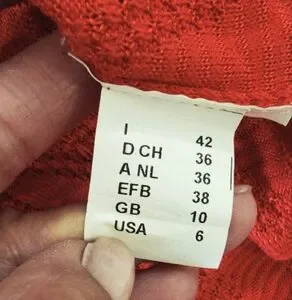 I 42
D CH 36
A NL 36
EFB 38
GB 10
USA 6